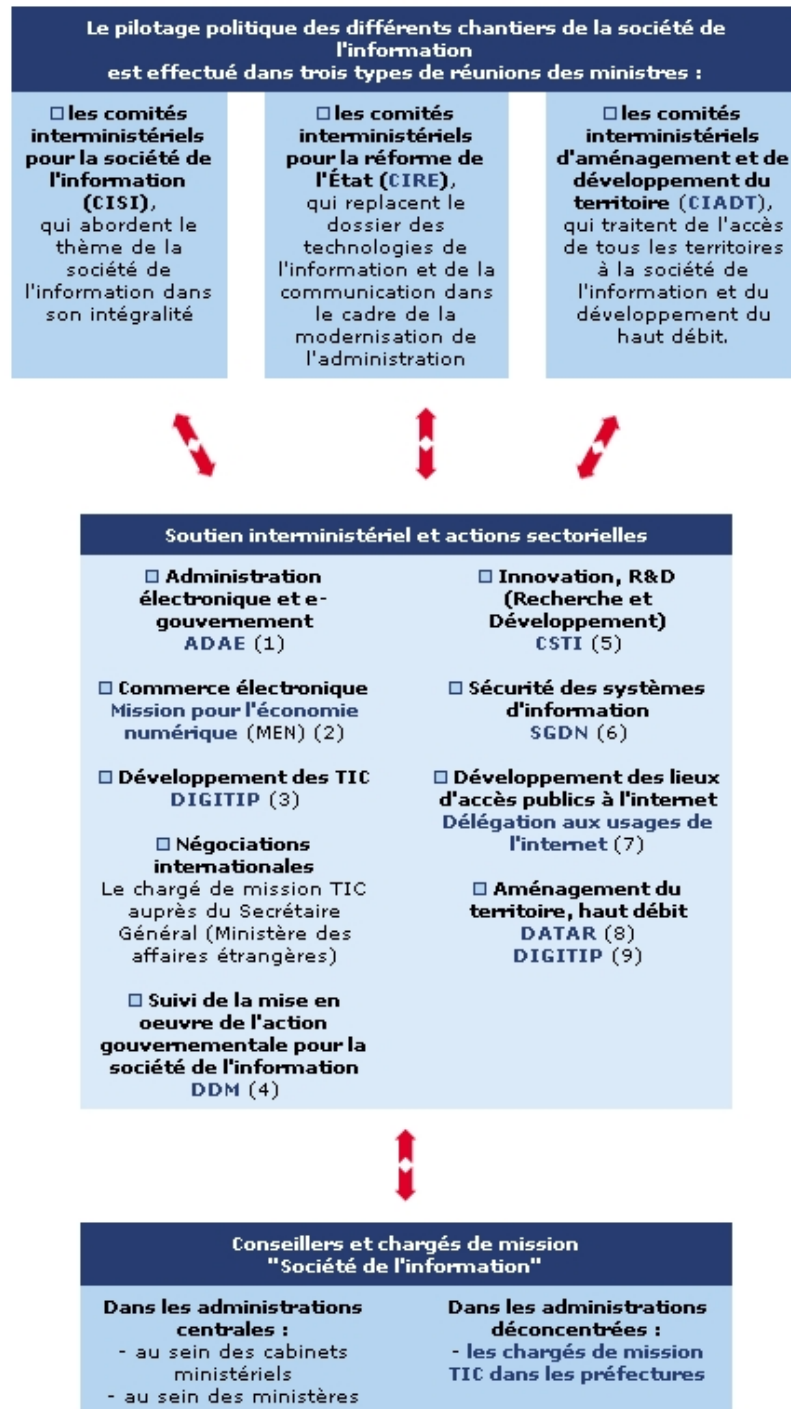 Le pilotage politique des différents chantiers de la société de
l'information
est effectué dans trois types de réunions des ministres :
les comités
interministériels
pour la société de
l'information
(CISI),
qui abordent le
thème de la
société de
l'information dans
son intégralité
les comités
interministériels
pour la réforme de
l'État (CIRE),
qui replacent le
dossier des
technologies de
l'information et de la
communication dans
le cadre de la
modernisation de
l'administration
les comités
interministériels
d'aménagement et de
développement du
territoire (CIADT),
qui traitent de l'accès
de tous les territoires
à la société de
l'information et du
développement du
haut débit.
Soutien interministériel et actions sectorielles
Administration
électronique et e-
gouvernement
ADAE (1)
Commerce électronique
Mission pour l'économie
numérique (MEN) (2)
Développement des TIC
DIGITIP (3)
Négociations
internationales
Le chargé de mission TIC
auprès du Secrétaire
Général (Ministère des
affaires étrangères)
Suivi de la mise en
oeuvre de l'action
gouvernementale pour la
société de l'information
DDM (4)
Innovation, R&D
(Recherche et
Développement)
CSTI (5)
Sécurité des systèmes
d'information
SGDN (6)
Développement des lieux
d'accès publics à l'internet
Délégation aux usages de
l'internet (7)
Aménagement du
territoire, haut débit
DATAR (8)
DIGITIP (9)
Conseillers et chargés de mission
"Société de l'information"
Dans les administrations
centrales :
- au sein des cabinets
ministériels
- au sein des ministères
Dans les administrations
déconcentrées :
- les chargés de mission
TIC dans les préfectures